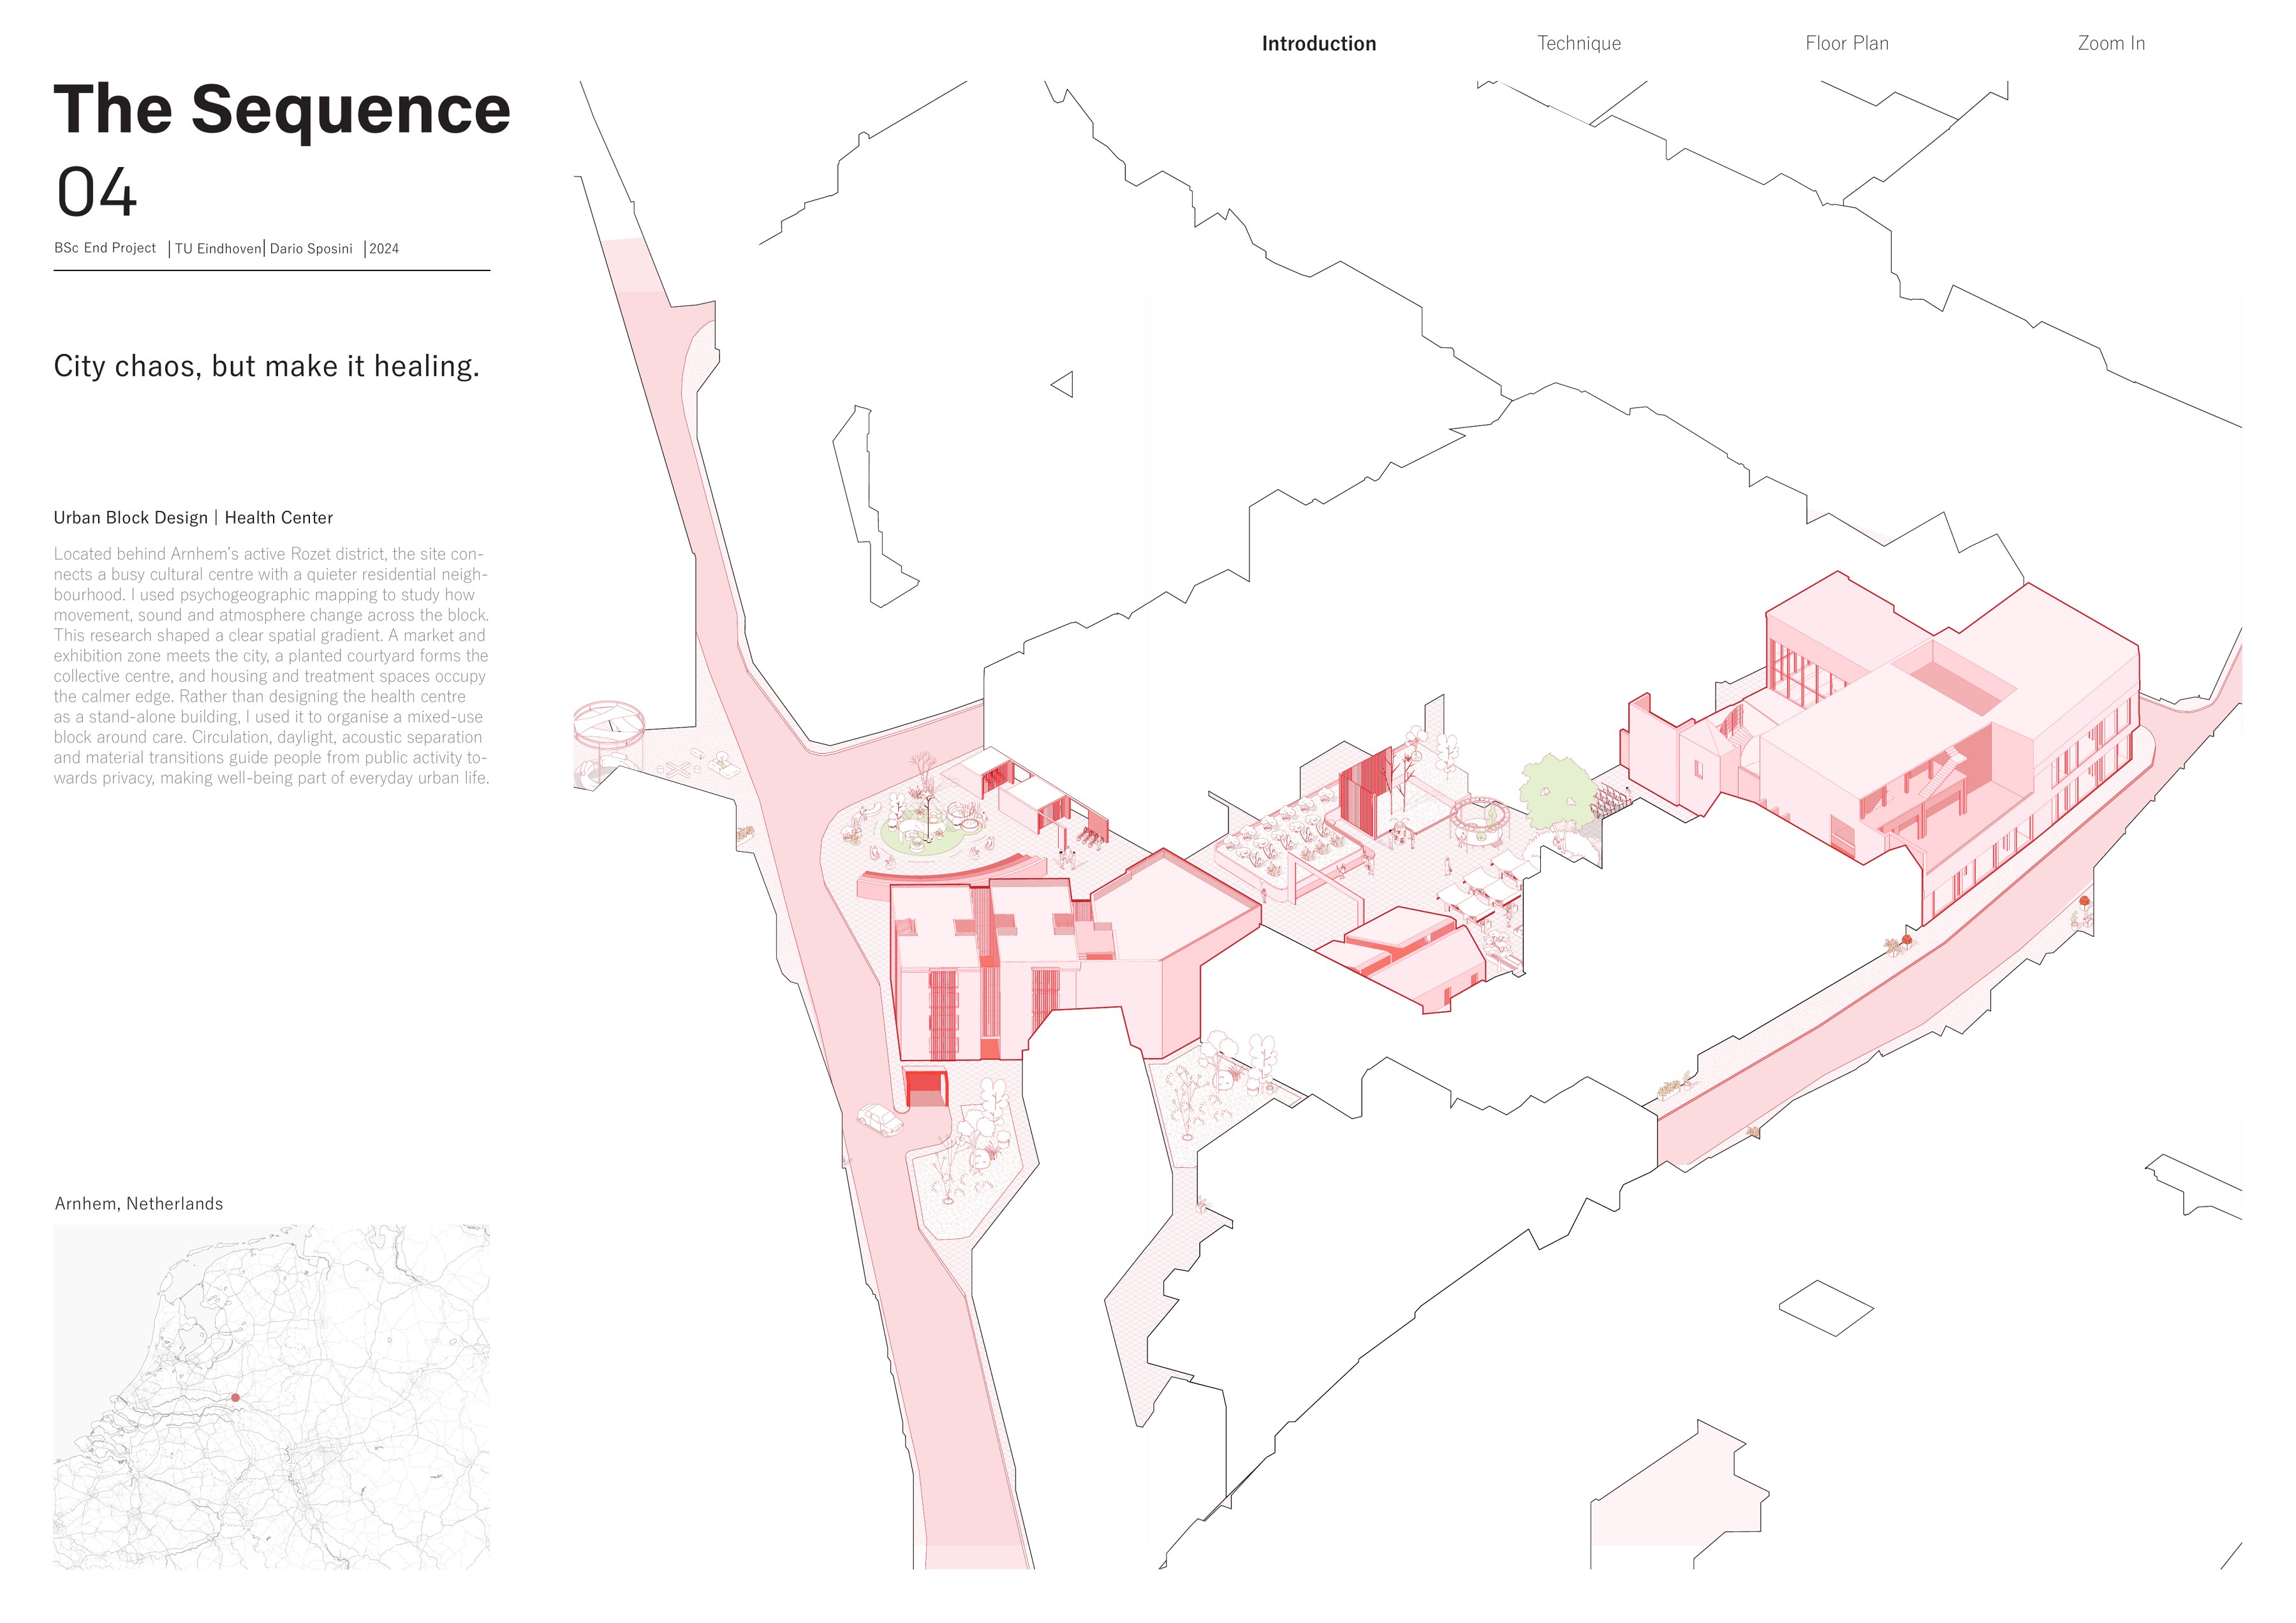 Introduction Technique Floor Plan Zoom In
The Sequence
04
BSc End Project | TU Eindhoven | Dario Sposini | 2024
City chaos, but make it healing.
Urban Block Design | Health Center
Located behind Arnhem's active Rozet district, the site con-
nects a busy cultural centre with a quieter residential neigh-
bourhood. I used psychogeographic mapping to study how
movement, sound and atmosphere change across the block.
This research shaped a clear spatial gradient. A market and
exhibition zone meets the city, a planted courtyard forms the
collective centre, and housing and treatment spaces occupy
the calmer edge. Rather than designing the health centre
as a stand-alone building, I used it to organise a mixed-use
block around care. Circulation, daylight, acoustic separation
and material transitions guide people from public activity to-
wards privacy, making well-being part of everyday urban life.
Arnhem, Netherlands